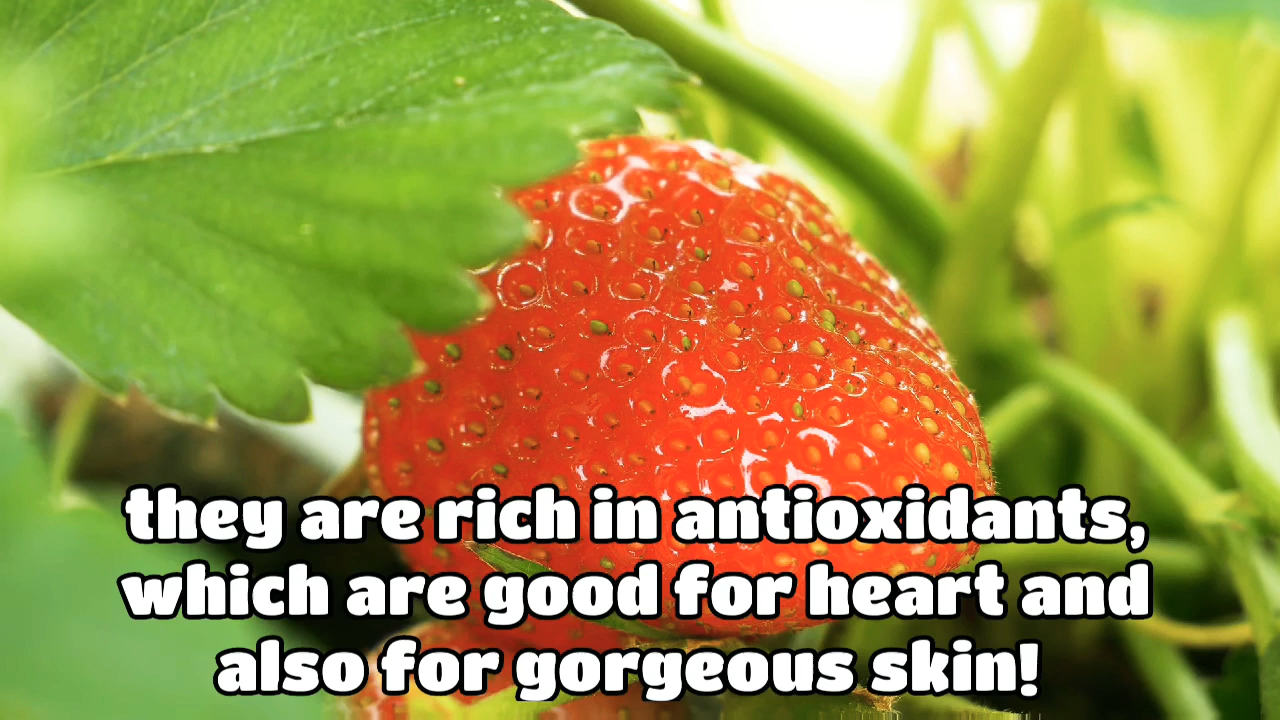 they are rich in antioxidants,
which are good for heart and
also for gorgeous skin!